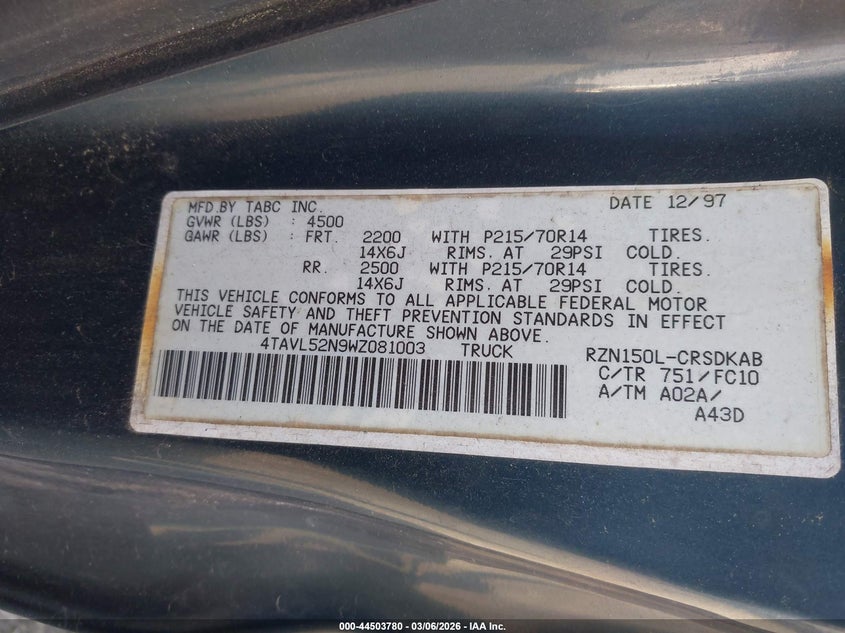 MFD.BY TABC INC. DATE 12/97
GVWR (LBS) : 4500
GAWR (LBS) : FRT. 2200 WITH P215/70R14 TIRES.
14X6J RIMS. AT 29PSI COLD.
RR. 2500 WITH P215/70R14 TIRES.
14X6J RIMS. AT 29PSI COLD.
THIS VEHICLE CONFORMS TO ALL APPLICABLE FEDERAL MOTOR
VEHICLE SAFETY AND THEFT PREVENTION STANDARDS IN EFFECT
ON THE DATE OF MANUFACTURE SHOWN ABOVE.
4TAVL52N9WZ081003 TRUCK RZN150L-CRSDKAB
C/TR 751/FC10
A/TM A02A/
A43D
000-44503780 - 03/06/2026 - IAA Inc.